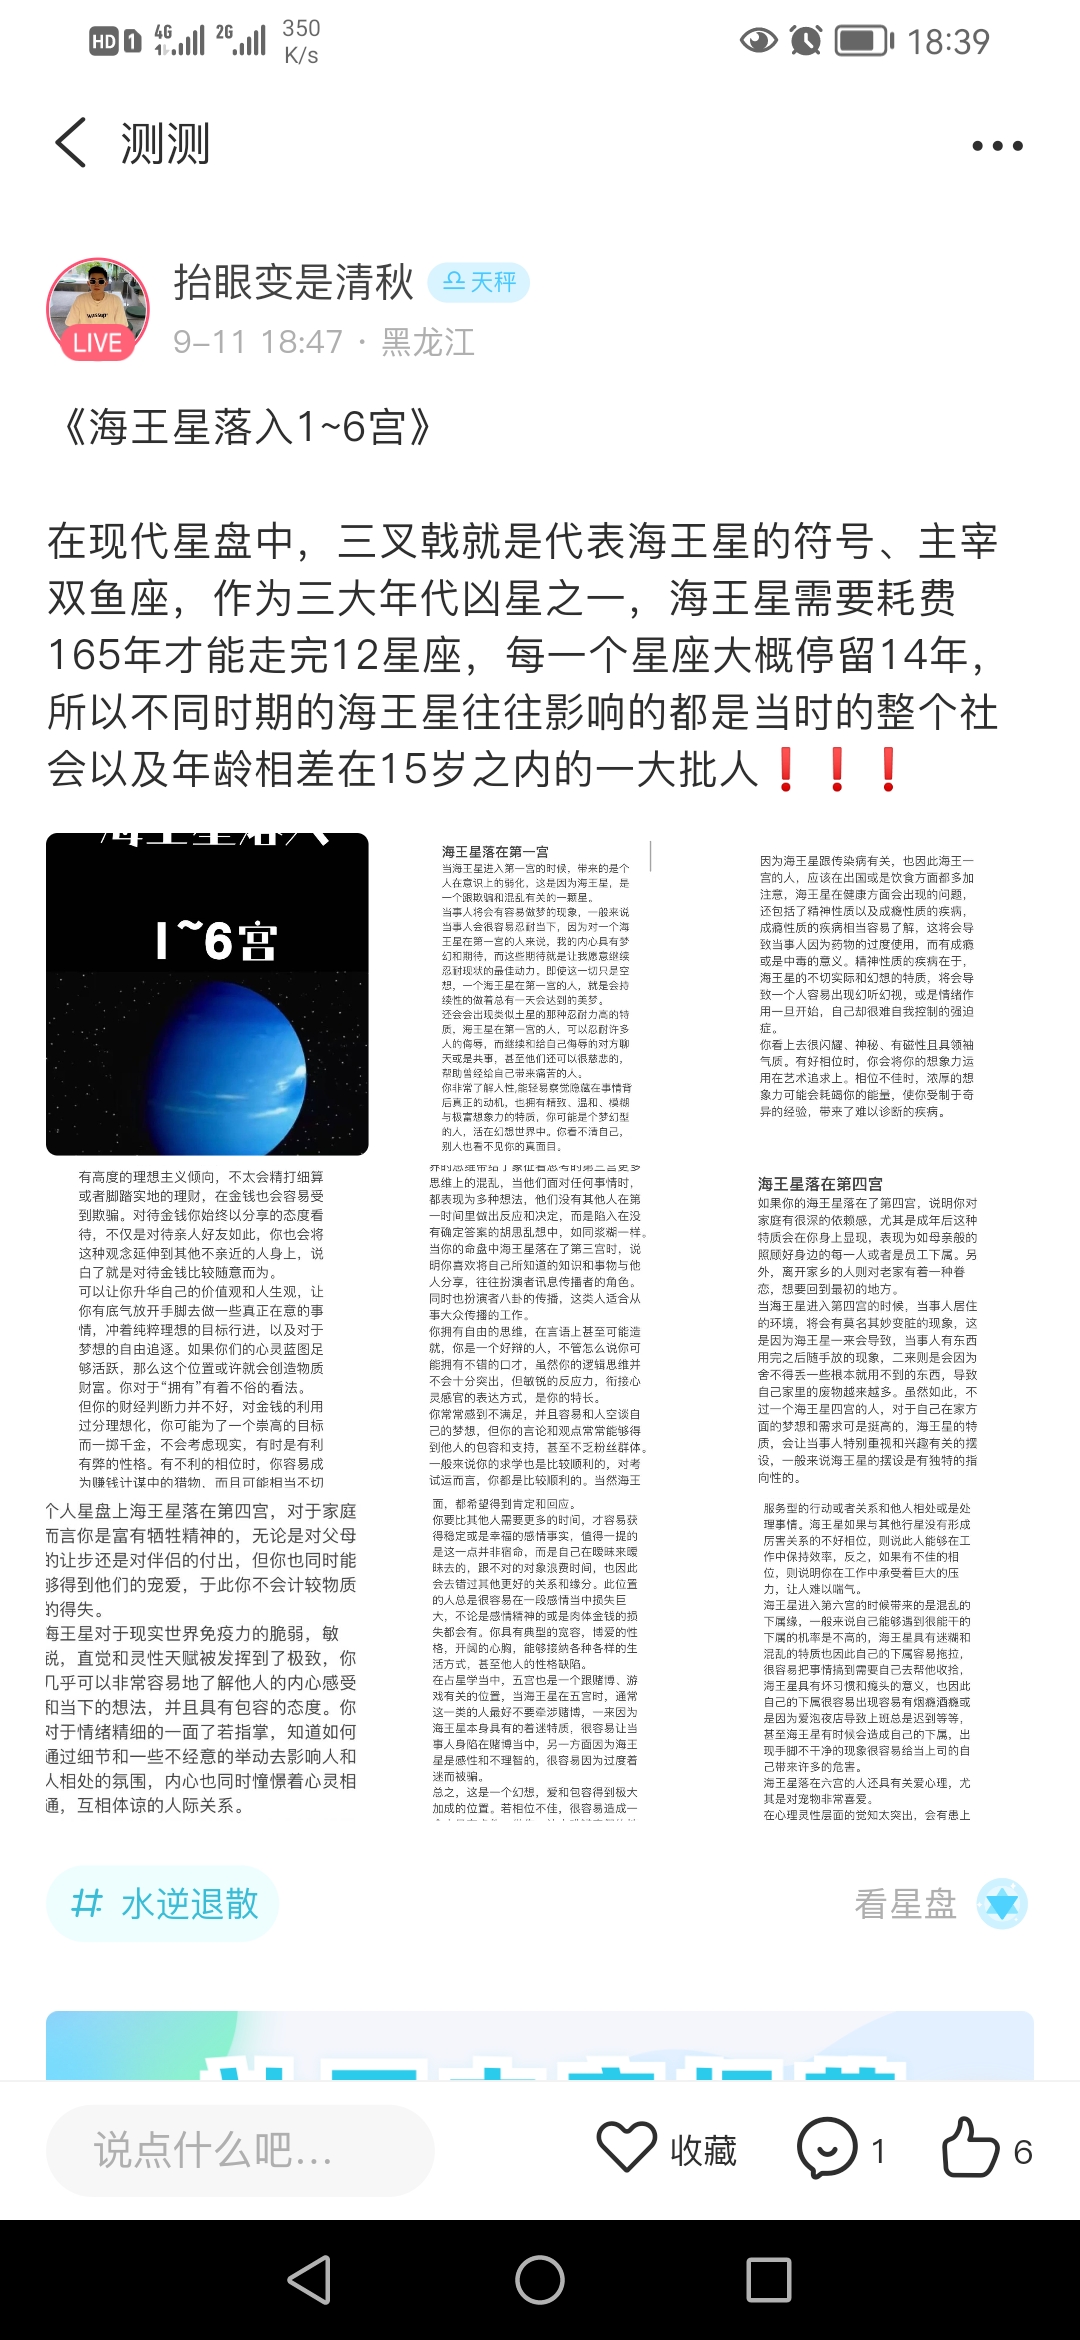 HD 1 4G 2G 350 K/s 18:39
测测
抬眼变是清秋 天秤
LIVE
9-11 18:47 · 黑龙江
《海王星落入1~6宫》
在现代星盘中，三叉戟就是代表海王星的符号、主宰
双鱼座，作为三大年代凶星之一，海王星需要耗费
165年才能走完12星座，每一个星座大概停留14年，
所以不同时期的海王星往往影响的都是当时的整个社
会以及年龄相差在15岁之内的一大批人❗❗❗
海王星落入
1~6宫
海王星落在第一宫
当海王星进入第一宫的时候，带来的是个
人在意识上的弱化，这是因为海王星，是
一个跟欺骗和混乱有关的一颗星。
当事人将会有容易做梦的现象，一般来说
当事人会很容易忍耐当下，因为对一个海
王星在第一宫的人来说，我的内心具有梦
幻和期待，而这些期待就是让我愿意继续
忍耐现状的最佳动力，即使这一切只是空
想，一个海王星在第一宫的人，就是会持
续性的做着总有一天会达到的美梦。
还会会出现类似土星的那种忍耐力高的特
质，海王星在第一宫的人，可以忍耐许多
人的侮辱，而继续和给自己侮辱的对方聊
天或是共事，甚至他们还可以很慈悲的，
帮助曾经给自己带来痛苦的人。
你非常了解人性,能轻易察觉隐藏在事情背
后真正的动机，也拥有精致、温和、模糊
与极富想象力的特质，你可能是个梦幻型
的人，活在幻想世界中。你看不清自己，
别人也看不见你的真面目。
因为海王星跟传染病有关，也因此海王一
宫的人，应该在出国或是饮食方面都多加
注意，海王星在健康方面会出现的问题，
还包括了精神性质以及成瘾性质的疾病，
成瘾性质的疾病相当容易了解，这将会导
致当事人因为药物的过度使用，而有成瘾
或是中毒的意义。精神性质的疾病在于，
海王星的不切实际和幻想的特质，将会导
致一个人容易出现幻听幻视，或是情绪作
用一旦开始，自己却很难自我控制的强迫
症。
你看上去很闪耀、神秘、有磁性且具领袖
气质。有好相位时，你会将你的想象力运
用在艺术追求上。相位不佳时，浓厚的想
象力可能会耗竭你的能量，使你受制于奇
异的经验，带来了难以诊断的疾病。
有高度的理想主义倾向，不太会精打细算
或者脚踏实地的理财，在金钱也会容易受
到欺骗。对待金钱你始终以分享的态度看
待，不仅是对待亲人好友如此，你也会将
这种观念延伸到其他不亲近的人身上，说
白了就是对待金钱比较随意而为。
可以让你升华自己的价值观和人生观，让
你有底气放开手脚去做一些真正在意的事
情，冲着纯粹理想的目标行进，以及对于
梦想的自由追逐。如果你们的心灵蓝图足
够活跃，那么这个位置或许就会创造物质
财富。你对于“拥有”有着不俗的看法。
但你的财经判断力并不好，对金钱的利用
过分理想化，你可能为了一个崇高的目标
而一掷千金，不会考虑现实，有时是有利
有弊的性格。有不利的相位时，你容易成
为赚钱计谋中的猎物，而且可能相当不切
界的思维带给了象征着思考的第三宫更多
思维上的混乱，当他们面对任何事情时，
都表现为多种想法，他们没有其他人在第
一时间里做出反应和决定，而是陷入在没
有确定答案的胡思乱想中，如同浆糊一样。
当你的命盘中海王星落在了第三宫时，说
明你喜欢将自己所知道的知识和事物与他
人分享，往往扮演者讯息传播者的角色。
同时也扮演者八卦的传播，这类人适合从
事大众传播的工作。
你拥有自由的思维，在言语上甚至可能造
就，你是一个好辩的人，不管怎么说你可
能拥有不错的口才，虽然你的逻辑思维并
不会十分突出，但敏锐的反应力，衔接心
灵感官的表达方式，是你的特长。
你常常感到不满足，并且容易和人空谈自
己的梦想，但你的言论和观点常常能够得
到他人的包容和支持，甚至不乏粉丝群体。
一般来说你的求学也是比较顺利的，对考
试运而言，你都是比较顺利的。当然海王
海王星落在第四宫
如果你的海王星落在了第四宫，说明你对
家庭有很深的依赖感，尤其是成年后这种
特质会在你身上显现，表现为如母亲般的
照顾好身边的每一人或者是员工下属。另
外，离开家乡的人则对老家有着一种眷
恋，想要回到最初的地方。
当海王星进入第四宫的时候，当事人居住
的环境，将会有莫名其妙变脏的现象，这
是因为海王星一来会导致，当事人有东西
用完之后随手放的现象，二来则是会因为
舍不得丢一些根本就用不到的东西，导致
自己家里的废物越来越多。虽然如此，不
过一个海王星四宫的人，对于自己在家方
面的梦想和需求可是挺高的，海王星的特
质，会让当事人特别重视和兴趣有关的摆
设，一般来说海王星的摆设是有独特的指
向性的。
个人星盘上海王星落在第四宫，对于家庭
而言你是富有牺牲精神的，无论是对父母
的让步还是对伴侣的付出，但你也同时能
够得到他们的宠爱，于此你不会计较物质
的得失。
海王星对于现实世界免疫力的脆弱，敏
锐，直觉和灵性天赋被发挥到了极致，你
几乎可以非常容易地了解他人的内心感受
和当下的想法，并且具有包容的态度。你
对于情绪精细的一面了若指掌，知道如何
通过细节和一些不经意的举动去影响人和
人相处的氛围，内心也同时憧憬着心灵相
通，互相体谅的人际关系。
面，都希望得到肯定和回应。
你要比其他人需要更多的时间，才容易获
得稳定或是幸福的感情事实，值得一提的
是这一点并非宿命，而是自己在暧昧来暧
昧去的，跟不对的对象浪费时间，也因此
会去错过其他更好的关系和缘分。此位置
的人总是很容易在一段感情当中损失巨
大，不论是感情精神的或是肉体金钱的损
失都会有。你具有典型的宽容，博爱的性
格，开阔的心胸，能够接纳各种各样的生
活方式，甚至他人的性格缺陷。
在占星学当中，五宫也是一个跟赌博、游
戏有关的位置，当海王星在五宫时，通常
这一类的人最好不要牵涉赌博，一来因为
海王星本身具有的着迷特质，很容易让当
事人身陷在赌博当中，另一方面因为海王
星是感性和不理智的，很容易因为过度着
迷而被骗。
总之，这是一个幻想，爱和包容得到极大
加成的位置。若相位不佳，很容易造成一
服务型的行动或者关系和他人相处或是处
理事情。海王星如果与其他行星没有形成
厉害关系的不好相位，则说此人能够在工
作中保持效率，反之，如果有不佳的相
位，则说明你在工作中承受着巨大的压
力，让人难以喘气。
海王星进入第六宫的时候带来的是混乱的
下属缘，一般来说自己能够遇到很能干的
下属的机率是不高的，海王星具有迷糊和
混乱的特质也因此自己的下属容易拖拉，
很容易把事情搞到需要自己去帮他收拾，
海王星具有坏习惯和瘾头的意义，也因此
自己的下属很容易出现容易有烟瘾酒瘾或
是因为爱泡夜店导致上班总是迟到等等，
甚至海王星有时候会造成自己的下属，出
现手脚不干净的现象很容易给当上司的自
己带来许多的危害。
海王星落在六宫的人还具有关爱心理，尤
其是对宠物非常喜爱。
在心理灵性层面的觉知太突出，会有患上
# 水逆退散
看星盘
说点什么吧...
收藏
1
6